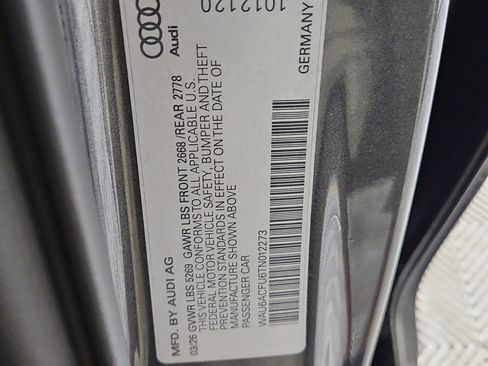 Audi
GERMANY
MFD. BY AUDI AG
03/26 GVWR LBS 5269 GAWR LBS FRONT 2668/REAR 2778
THIS VEHICLE CONFORMS TO ALL APPLICABLE U.S.
FEDERAL MOTOR VEHICLE SAFETY, BUMPER AND THEFT
PREVENTION STANDARDS IN EFFECT ON THE DATE OF
MANUFACTURE SHOWN ABOVE
PASSENGER CAR
WAU6ACFU6TN012273